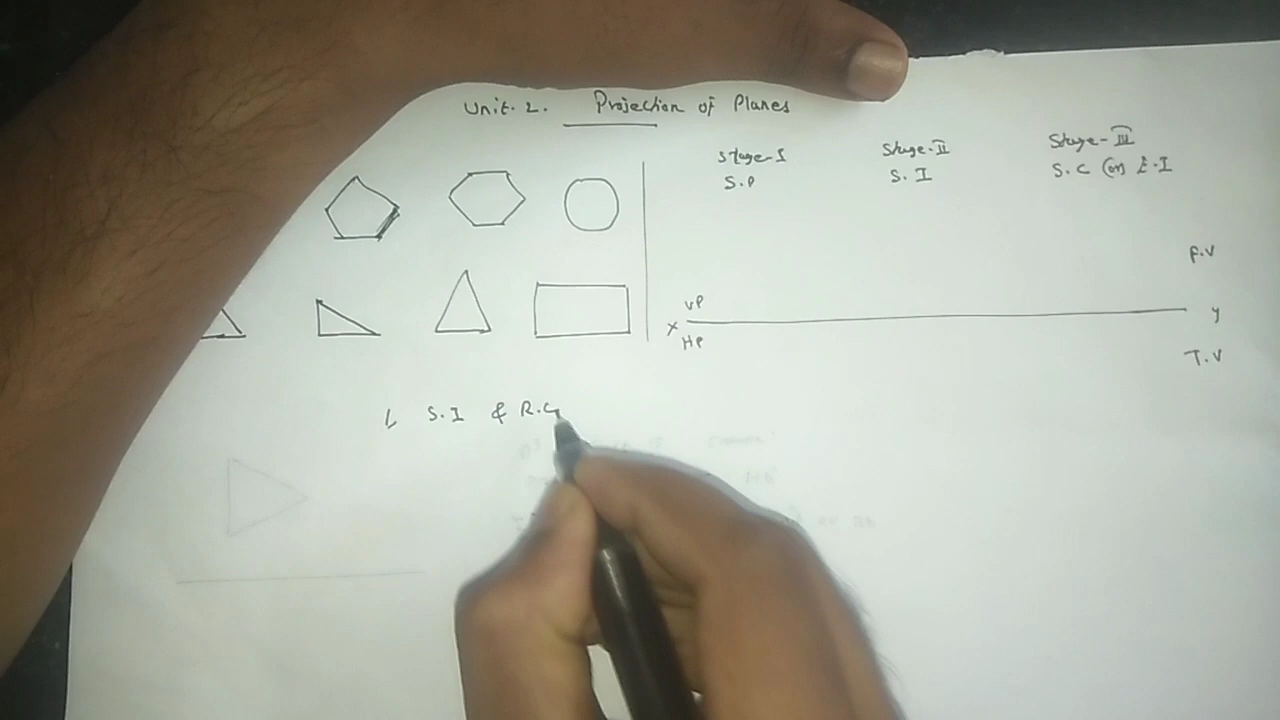 Unit. 2. Projection of Planes
Stage-I
S.P
Stage-II
S. I
Stage-III
S. C (or) E.I
F.V
VP
X
HP
y
T.V
1, S.I & R.C